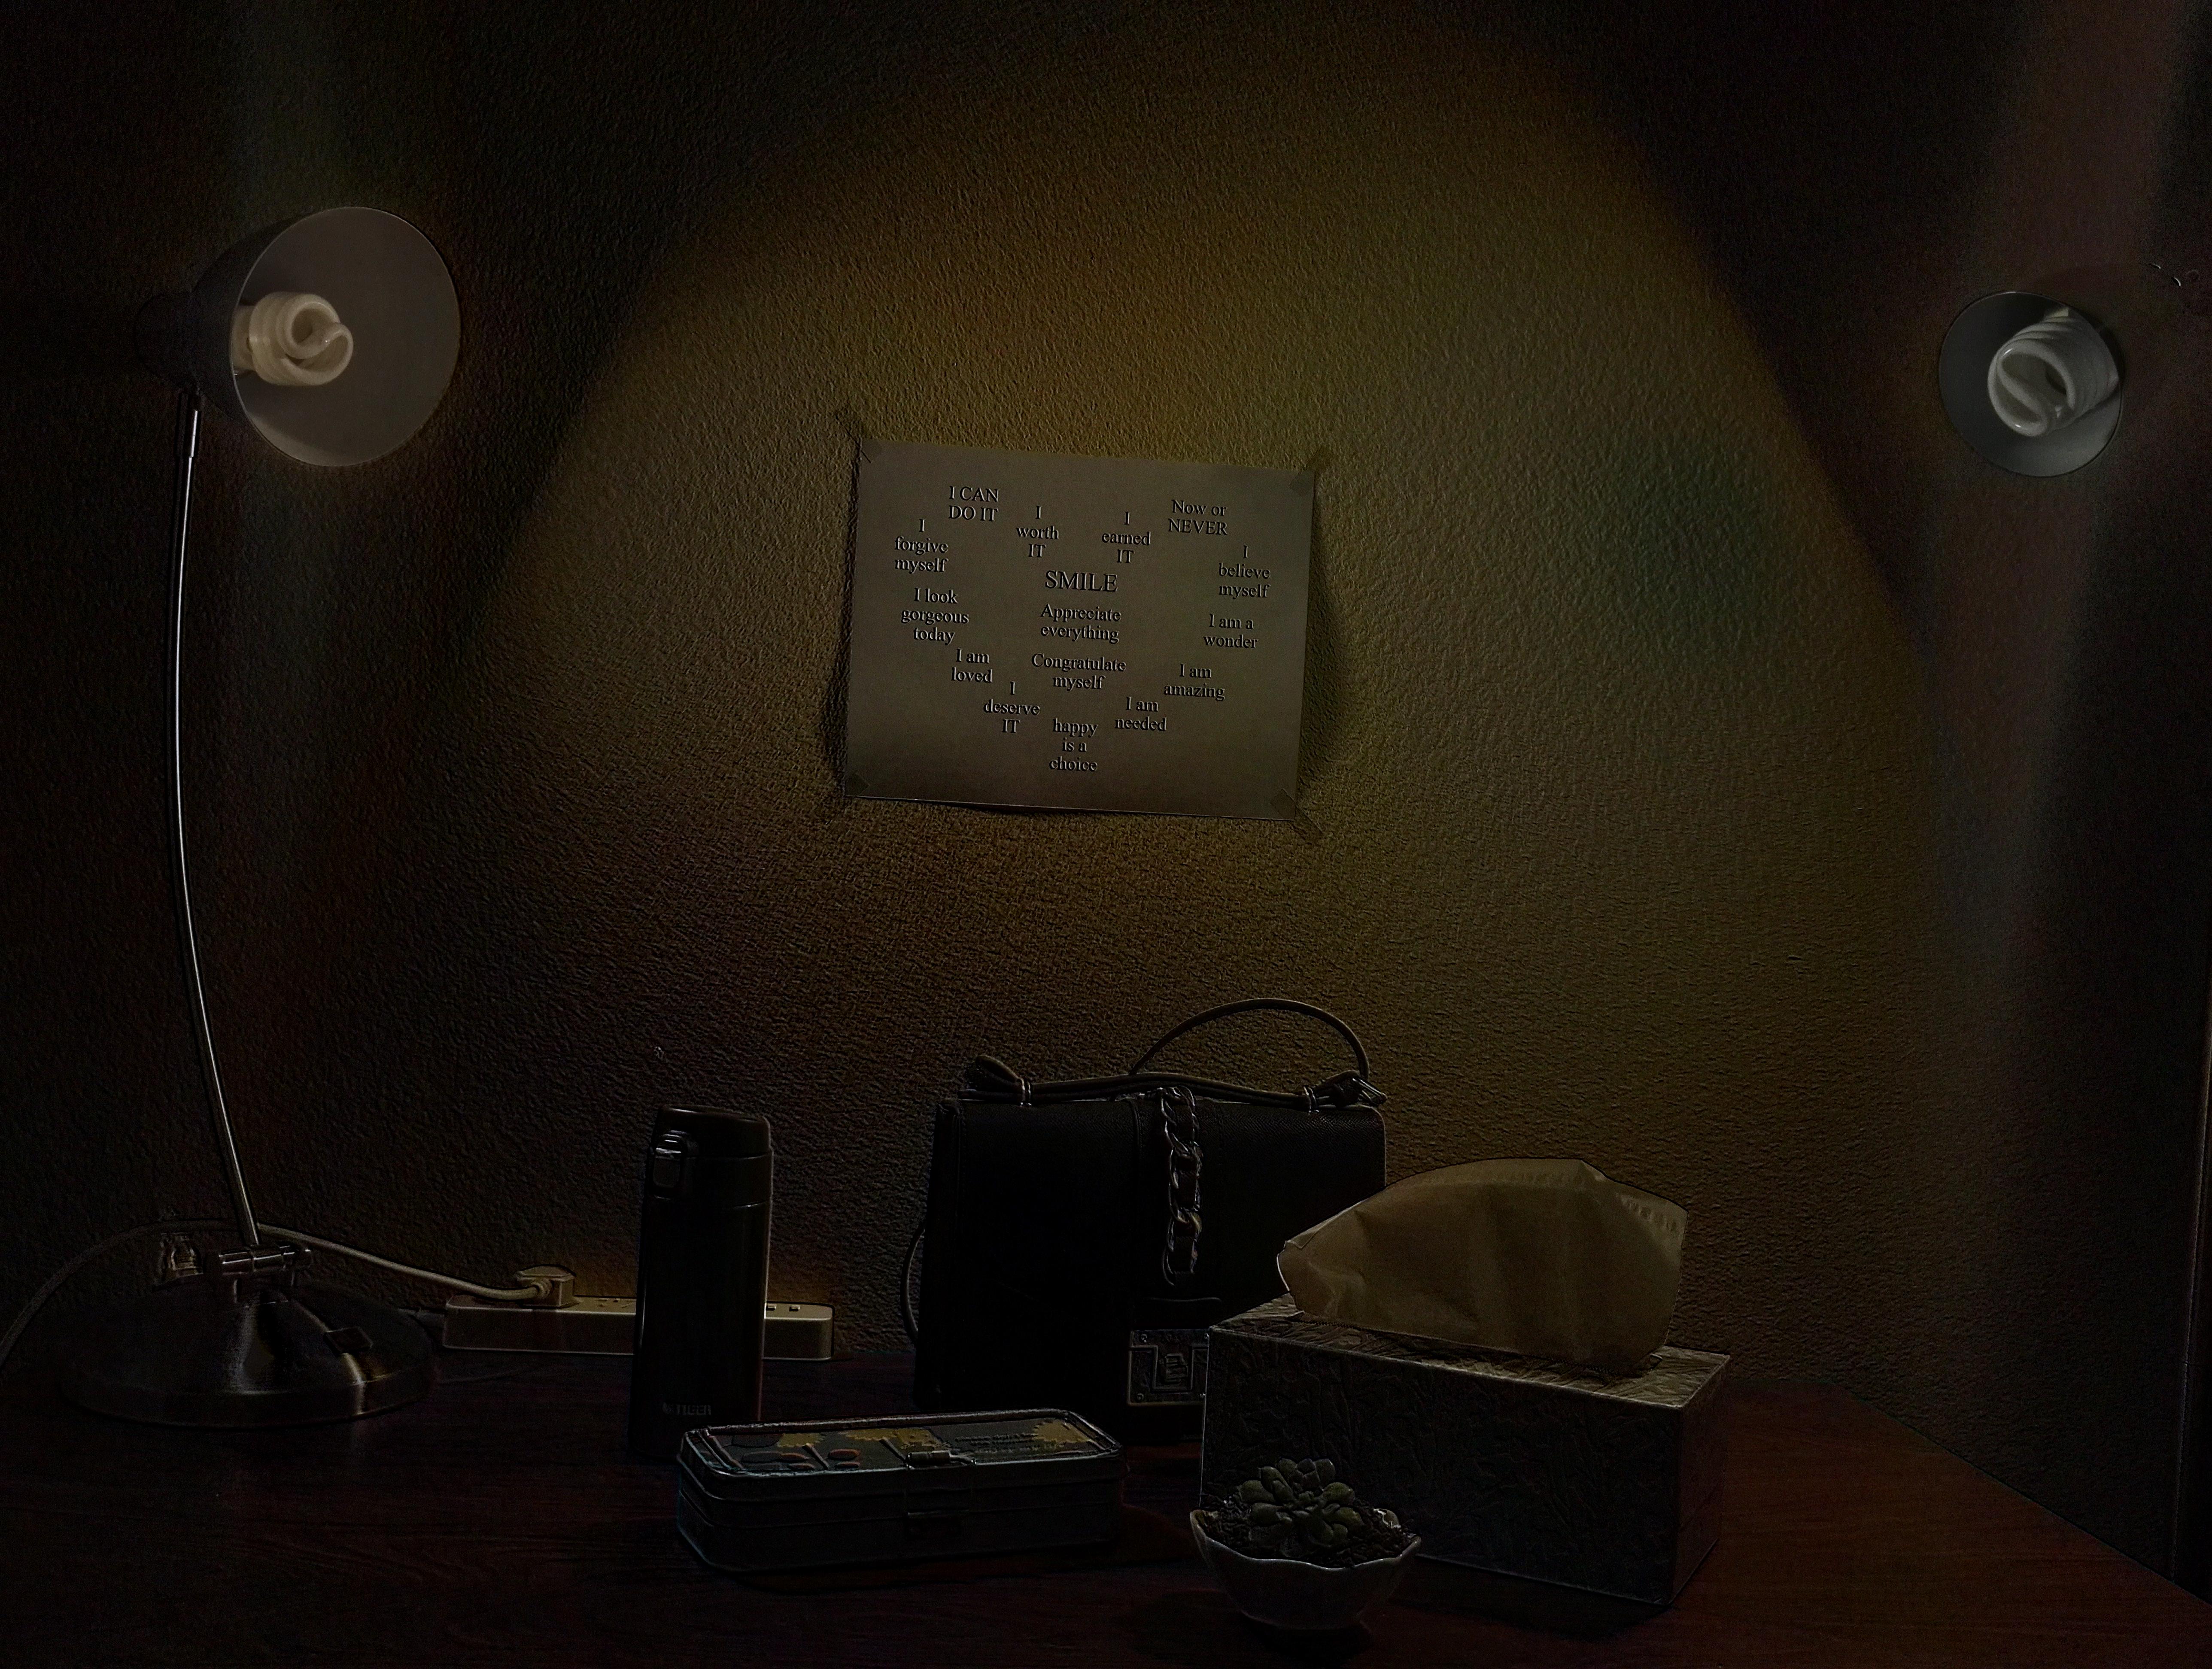 I CAN
DO IT
I
worth
IT
I
earned
IT
Now or
NEVER
I
forgive
myself
I
believe
myself
SMILE
I look
gorgeous
today
Appreciate
everything
I am a
wonder
I am
loved
Congratulate
myself
I am
amazing
I
deserve
IT
I am
needed
happy
is a
choice
TIGER